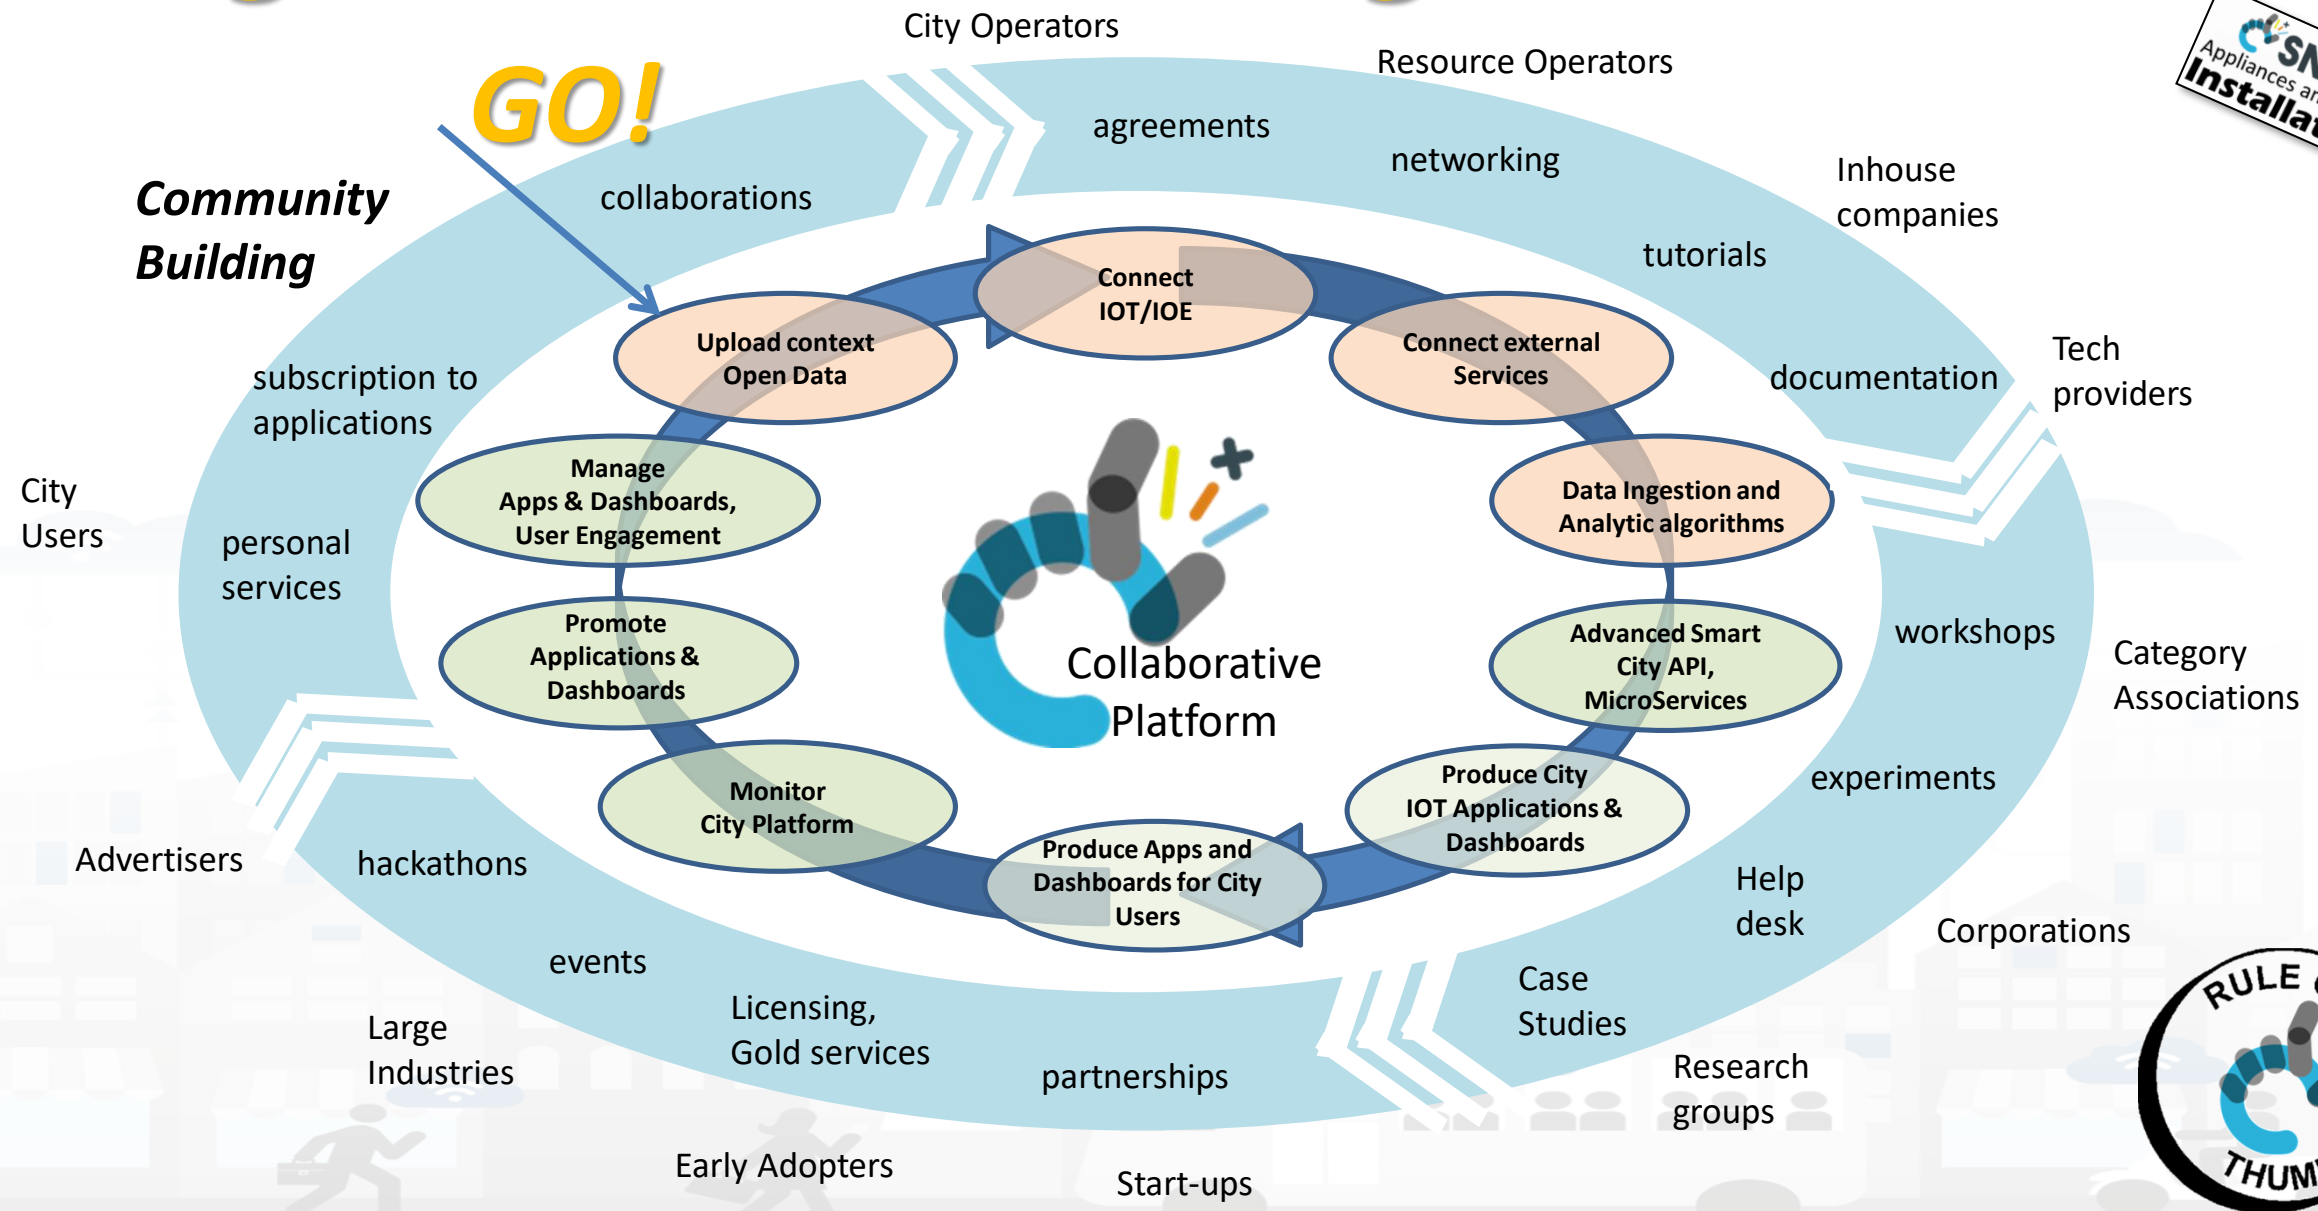 City Operators
Resource Operators
GO!
agreements
networking
Inhouse
companies
Appliances
Community
Building
collaborations
tutorials
Connect
IOT/IOE
Upload context
Open Data
Connect external
Services
Tech
providers
documentation
subscription to
applications
Manage
Apps & Dashboards,
User Engagement
Data Ingestion and
Analytic algorithms
City
Users
personal
services
Promote
Applications &
Dashboards
Collaborative
Platform
Advanced Smart
City API,
MicroServices
workshops
Category
Associations
Monitor
City Platform
Produce City
IOT Applications &
Dashboards
experiments
Produce Apps and
Dashboards for City
Users
Advertisers
hackathons
Help
desk
Corporations
events
Case
Studies
Licensing,
Gold services
Large
Industries
partnerships
Research
groups
Early Adopters
Start-ups
RULE